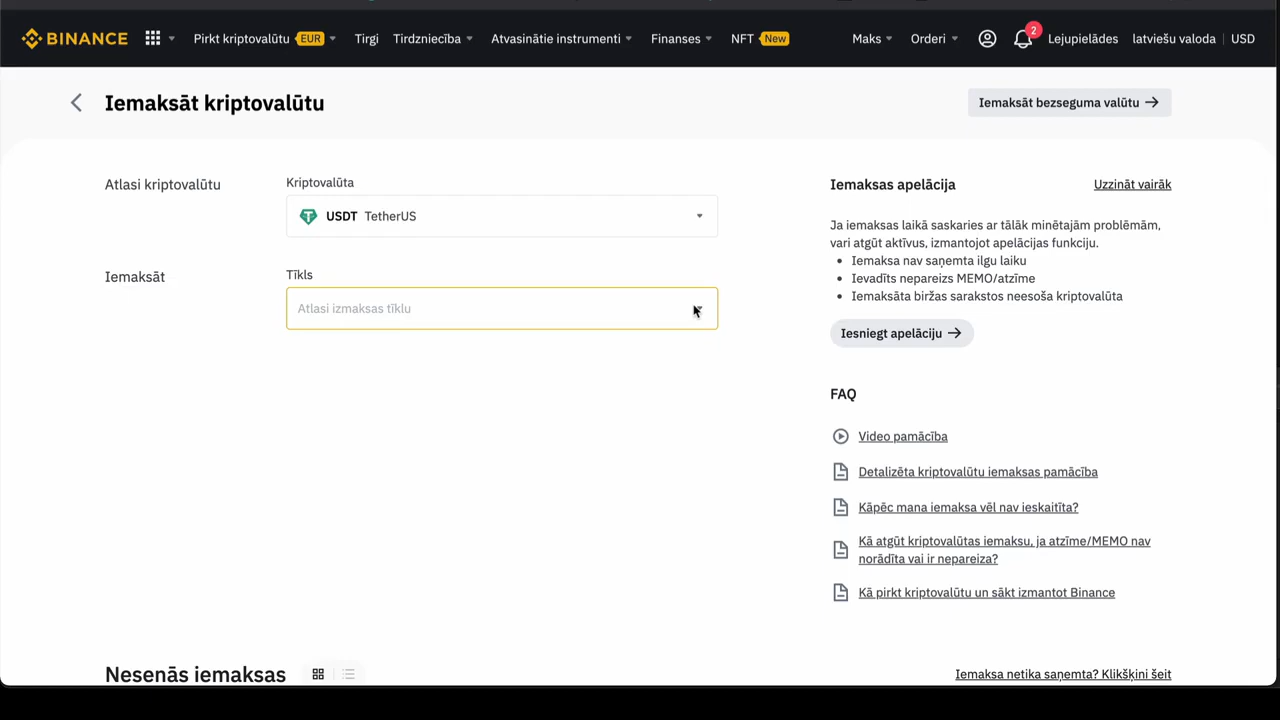 BINANCE
Pirkt kriptovalūtu EUR
Tirgi
Tirdzniecība
Atvasinātie instrumenti
Finanses
NFT New
Maks
Orderi
2
Lejupielādes
latviešu valoda
USD
Iemaksāt kriptovalūtu
Iemaksāt bezseguma valūtu
Atlasi kriptovalūtu
Kriptovalūta
USDT TetherUS
Iemaksāt
Tīkls
Atlasi izmaksas tīklu
Iemaksas apelācija
Uzzināt vairāk
Ja iemaksas laikā saskaries ar tālāk minētajām problēmām,
vari atgūt aktīvus, izmantojot apelācijas funkciju.
Iemaksa nav saņemta ilgu laiku
Ievadīts nepareizs MEMO/atzīme
Iemaksāta biržas sarakstos neesoša kriptovalūta
Iesniegt apelāciju
FAQ
Video pamācība
Detalizēta kriptovalūtu iemaksas pamācība
Kāpēc mana iemaksa vēl nav ieskaitīta?
Kā atgūt kriptovalūtas iemaksu, ja atzīme/MEMO nav
norādīta vai ir nepareiza?
Kā pirkt kriptovalūtu un sākt izmantot Binance
Nesenās iemaksas
Iemaksa netika saņemta? Klikšķini šeit